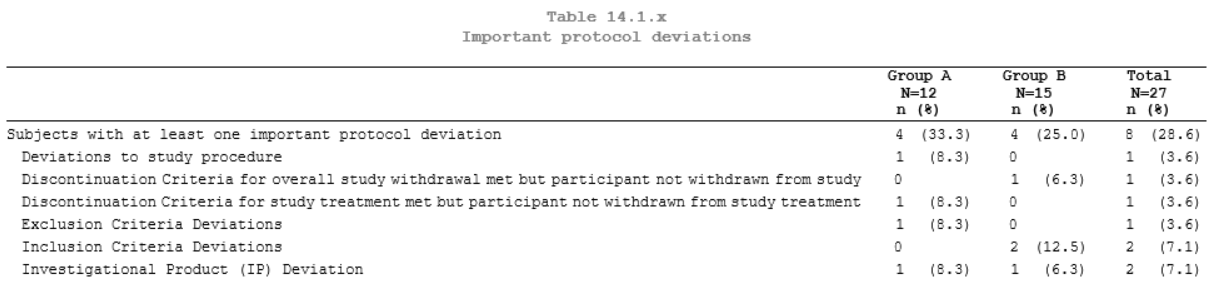 Table 14.1.x
Important protocol deviations
Group A Group B Total
N=12 N=15 N=27
n (%) n (%) n (%)
Subjects with at least one important protocol deviation 4 (33.3) 4 (25.0) 8 (28.6)
Deviations to study procedure 1 (8.3) 0 1 (3.6)
Discontinuation Criteria for overall study withdrawal met but participant not withdrawn from study 0 1 (6.3) 1 (3.6)
Discontinuation Criteria for study treatment met but participant not withdrawn from study treatment 1 (8.3) 0 1 (3.6)
Exclusion Criteria Deviations 1 (8.3) 0 1 (3.6)
Inclusion Criteria Deviations 0 2 (12.5) 2 (7.1)
Investigational Product (IP) Deviation 1 (8.3) 1 (6.3) 2 (7.1)